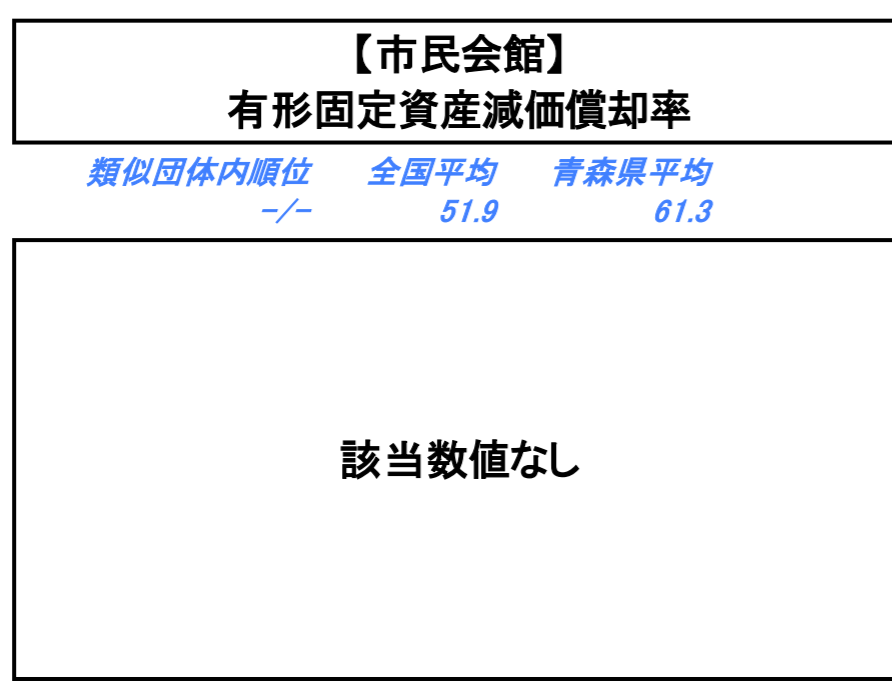 【市民会館】
有形固定資産減価償却率
類似団体内順位 全国平均 青森県平均
-/- 51.9 61.3
該当数値なし